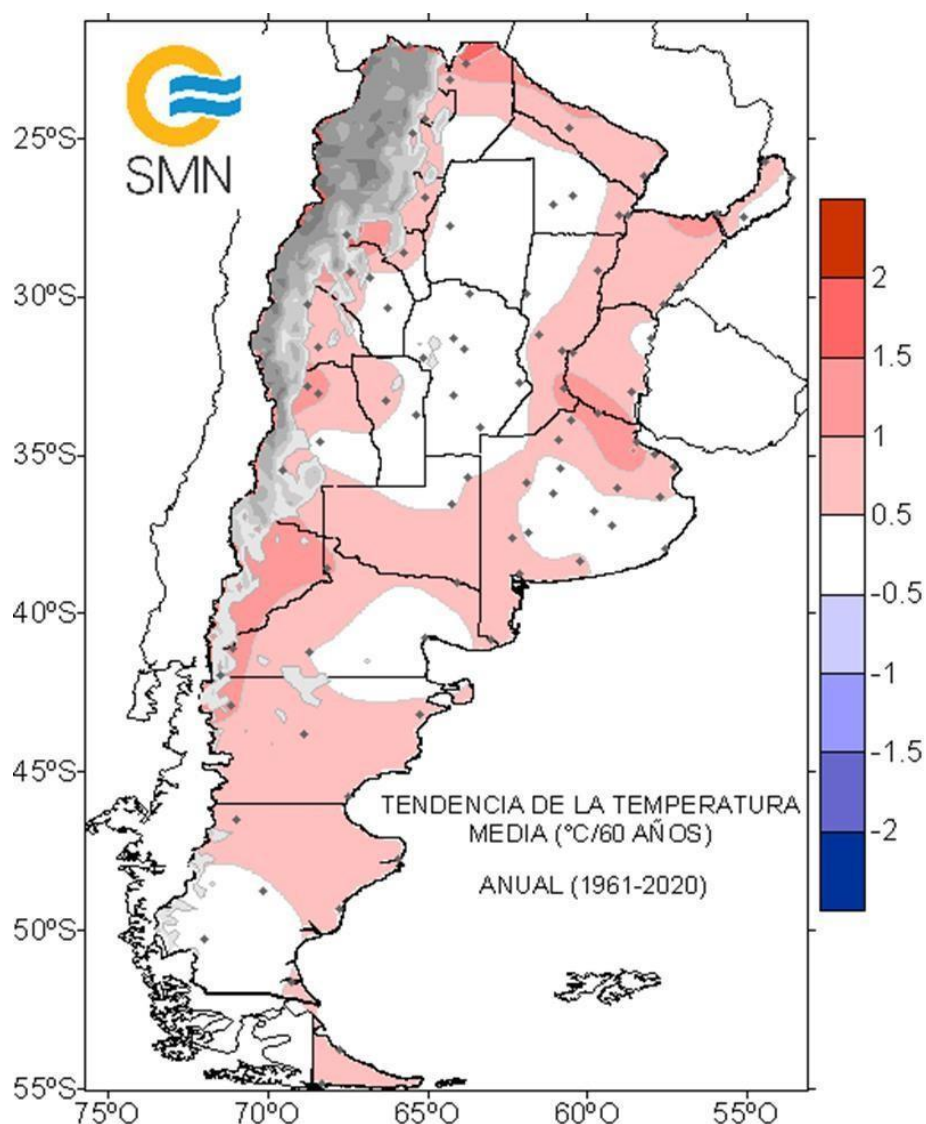 SMN
25ºS
30ºS
35ºS
40ºS
45ºS
50ºS
55ºS
75ºO
70ºO
65ºO
60ºO
55ºO
2
1.5
1
0.5
-0.5
-1
-1.5
-2
TENDENCIA DE LA TEMPERATURA
MEDIA (°C/60 AÑOS)
ANUAL (1961-2020)